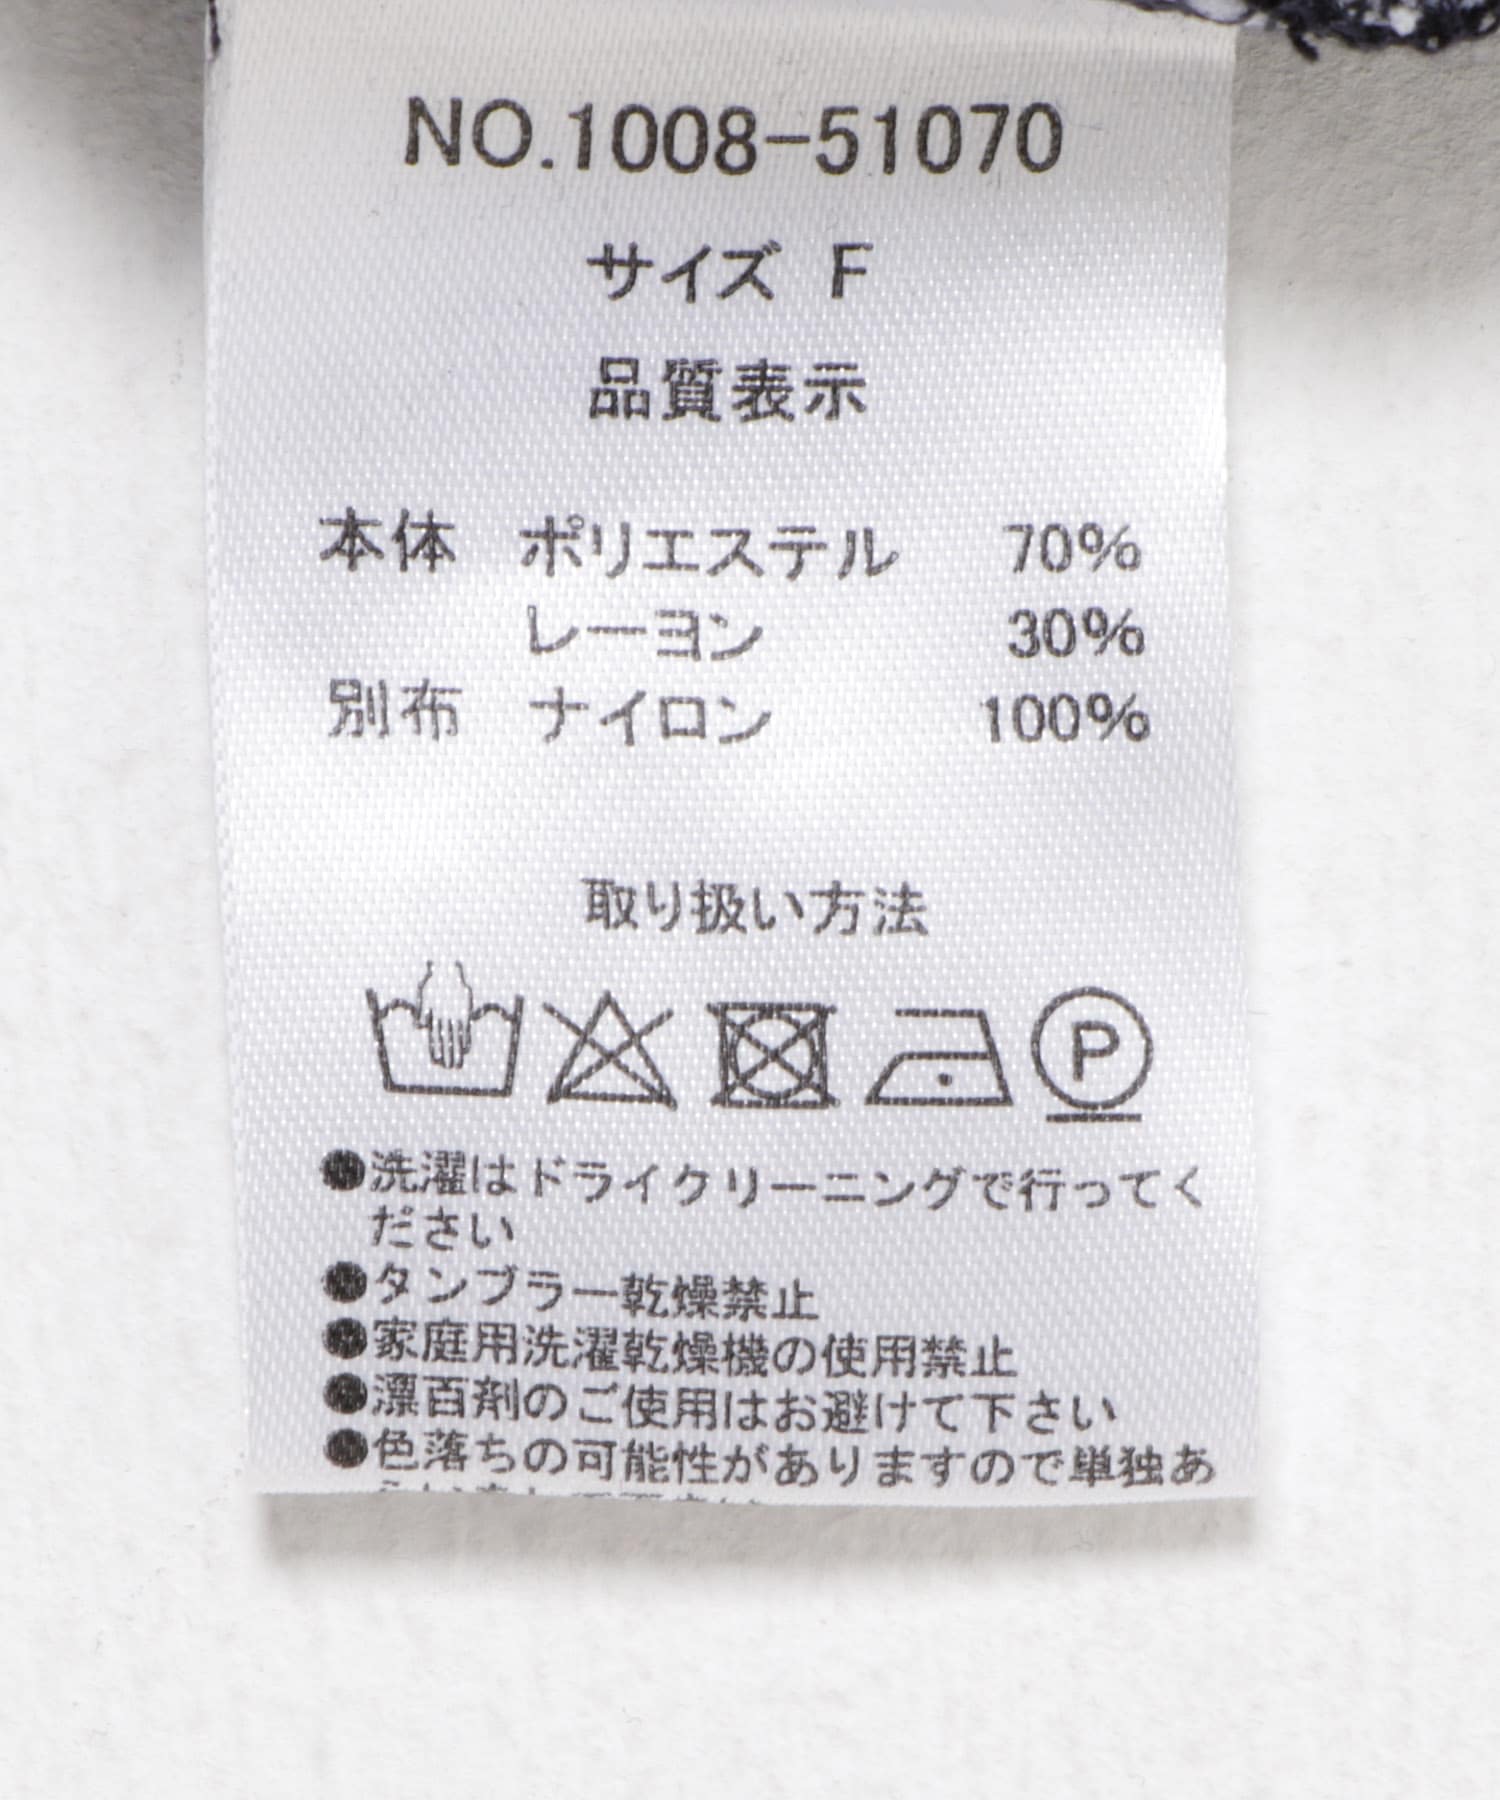 NO.1008-51070
サイズ F
品質表示
本体 ポリエステル 70%
レーヨン 30%
別布 ナイロン 100%
取り扱い方法
P
●洗濯はドライクリーニングで行ってく
ださい
●タンブラー乾燥禁止
●家庭用洗濯乾燥機の使用禁止
●漂百剤のご使用はお避けて下さい
●色落ちの可能性がありますので単独あ